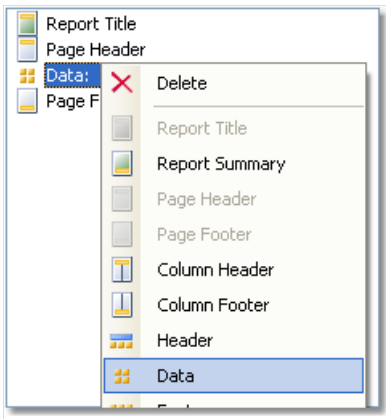 Report Title
Page Header
Data:
Page F
Delete
Report Title
Report Summary
Page Header
Page Footer
Column Header
Column Footer
Header
Data